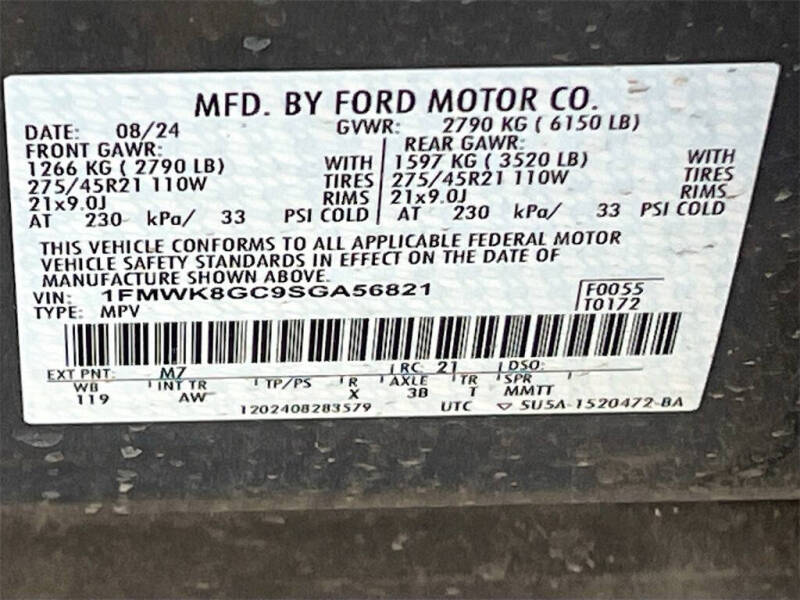 MFD. BY FORD MOTOR CO.
DATE: 08/24 GVWR: 2790 KG ( 6150 LB)
FRONT GAWR: REAR GAWR:
1266 KG ( 2790 LB) WITH 1597 KG ( 3520 LB) WITH
275/45R21 110W TIRES 275/45R21 110W TIRES
21x9.0J RIMS 21x9.0J RIMS
AT 230 kPa/ 33 PSI COLD AT 230 kPa/ 33 PSI COLD
THIS VEHICLE CONFORMS TO ALL APPLICABLE FEDERAL MOTOR
VEHICLE SAFETY STANDARDS IN EFFECT ON THE DATE OF
MANUFACTURE SHOWN ABOVE.
VIN: 1FMWK8GC9SGA56821 F0055
TYPE: MPV T0172
EXT PNT: M7 RC: 21 DSO:
WB INT TR TP/PS R AXLE TR SPR
119 AW X 3B T MMTT
1202408283579 UTC ▽ SU5A-1520472-BA